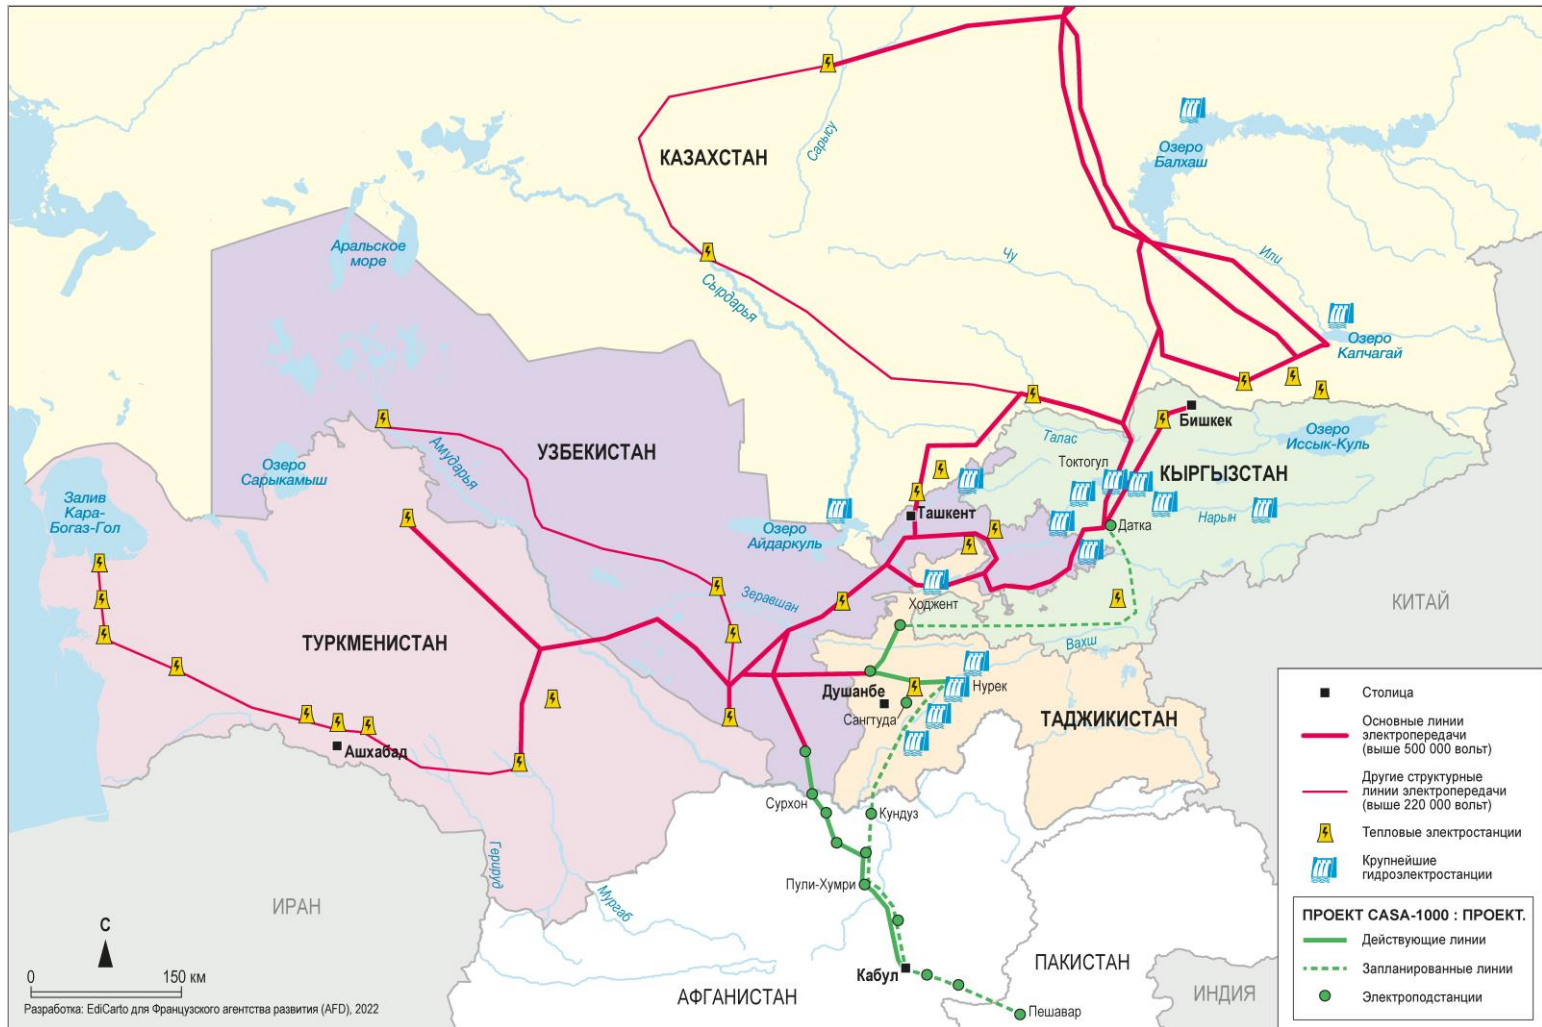 КАЗАХСТАН
Сарысу
Озеро
Балхаш
Аральское
море
Сырдарья
Чу
Или
Озеро
Капчагай
УЗБЕКИСТАН
Амударья
Озеро
Сарыкамыш
Залив
Кара-
Богаз-Гол
Талас
Бишкек
Озеро
Иссык-Куль
Токтогул
КЫРГЫЗСТАН
Ташкент
Озеро
Айдаркуль
Датка
Нарын
Зеравшан
Ходжент
КИТАЙ
ТУРКМЕНИСТАН
Вахш
Душанбе
Нурек
Сангтуда
ТАДЖИКИСТАН
Ашхабад
Сурхон
Кундуз
Герируд
Мургаб
Пули-Хумри
ИРАН
Кабул
ПАКИСТАН
АФГАНИСТАН
Пешавар
ИНДИЯ
С
0
150 км
Разработка: EdiCarto для Французского агентства развития (AFD), 2022
Столица
Основные линии
электропередачи
(выше 500 000 вольт)
Другие структурные
линии электропередачи
(выше 220 000 вольт)
Тепловые электростанции
Крупнейшие
гидроэлектростанции
ПРОЕКТ CASA-1000 : ПРОЕКТ.
Действующие линии
Запланированные линии
Электроподстанции